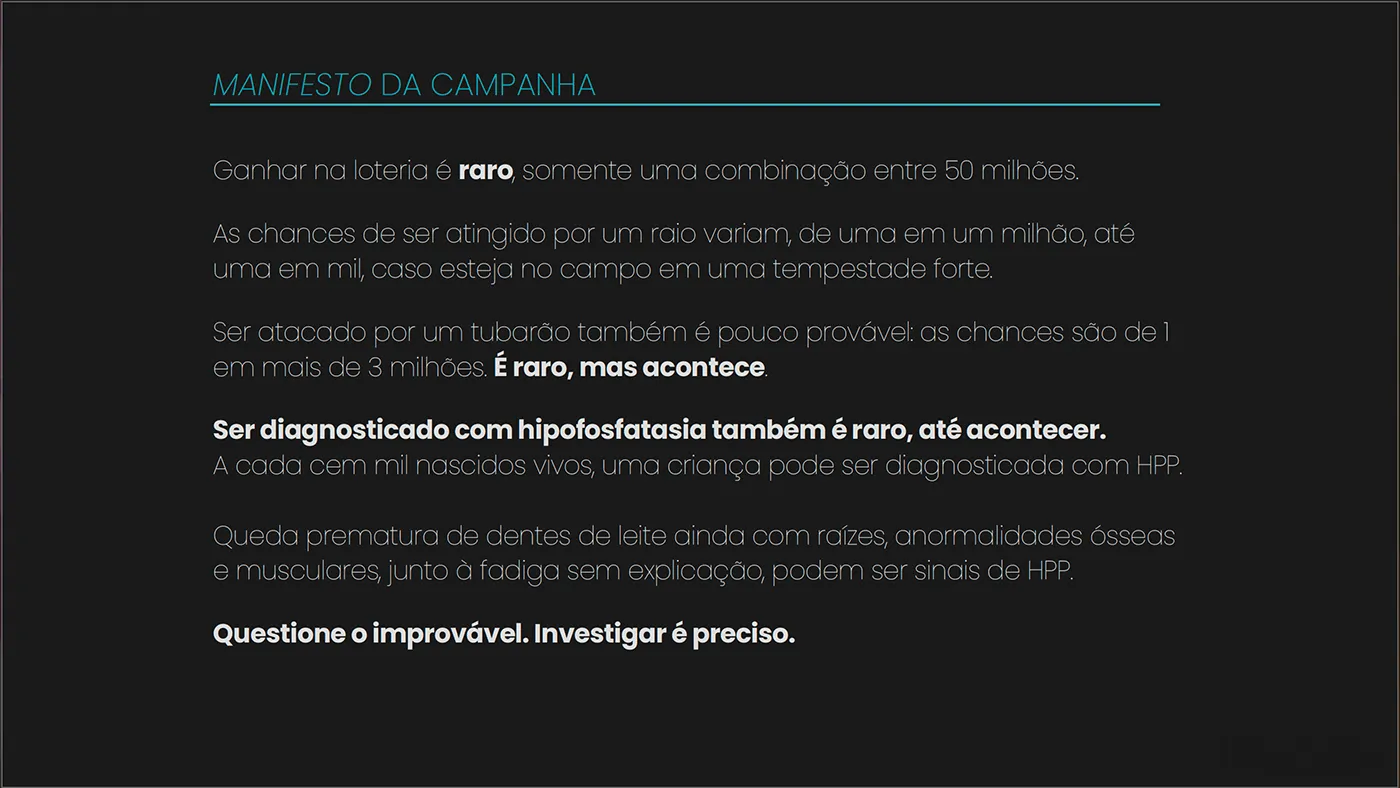 MANIFESTO DA CAMPANHA
Ganhar na loteria é raro, somente uma combinação entre 50 milhões.
As chances de ser atingido por um raio variam, de uma em um milhão, até
uma em mil, caso esteja no campo em uma tempestade forte.
Ser atacado por um tubarão também é pouco provável: as chances são de 1
em mais de 3 milhões. É raro, mas acontece.
Ser diagnosticado com hipofosfatasia também é raro, até acontecer.
A cada cem mil nascidos vivos, uma criança pode ser diagnosticada com HPP.
Queda prematura de dentes de leite ainda com raízes, anormalidades ósseas
e musculares, junto à fadiga sem explicação, podem ser sinais de HPP.
Questione o improvável. Investigar é preciso.